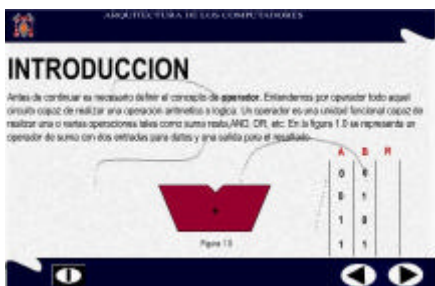 ARQUITECTURA DE LOS COMPUTADORES
INTRODUCCION
Antes de continuar es necesario definir el concepto de operador. Entendemos por operador todo aquel
circuito capaz de realizar una operación aritmetica o logica. Un operador es una unidad funcional capaz de
realizar una o varias operaciones tales como suma resta,AND, OR, etc. En la figura 1.0 se representa un
operador de suma con dos entradas para datos y una salida para el resultado.
A B R
0 0
0 1
1 0
1 1
+
Figura 1.0